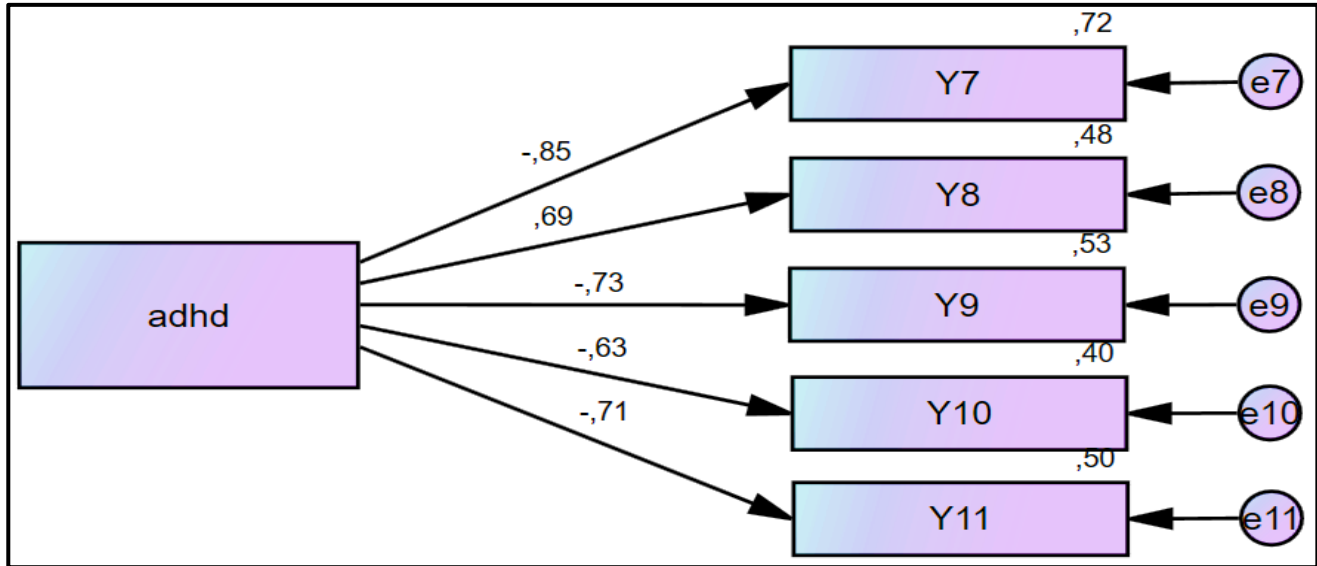 ,72
Y7
e7
-,85
,48
Y8
e8
,69
,53
adhd
-,73
Y9
e9
-,63
,40
Y10
e10
-,71
,50
Y11
e11